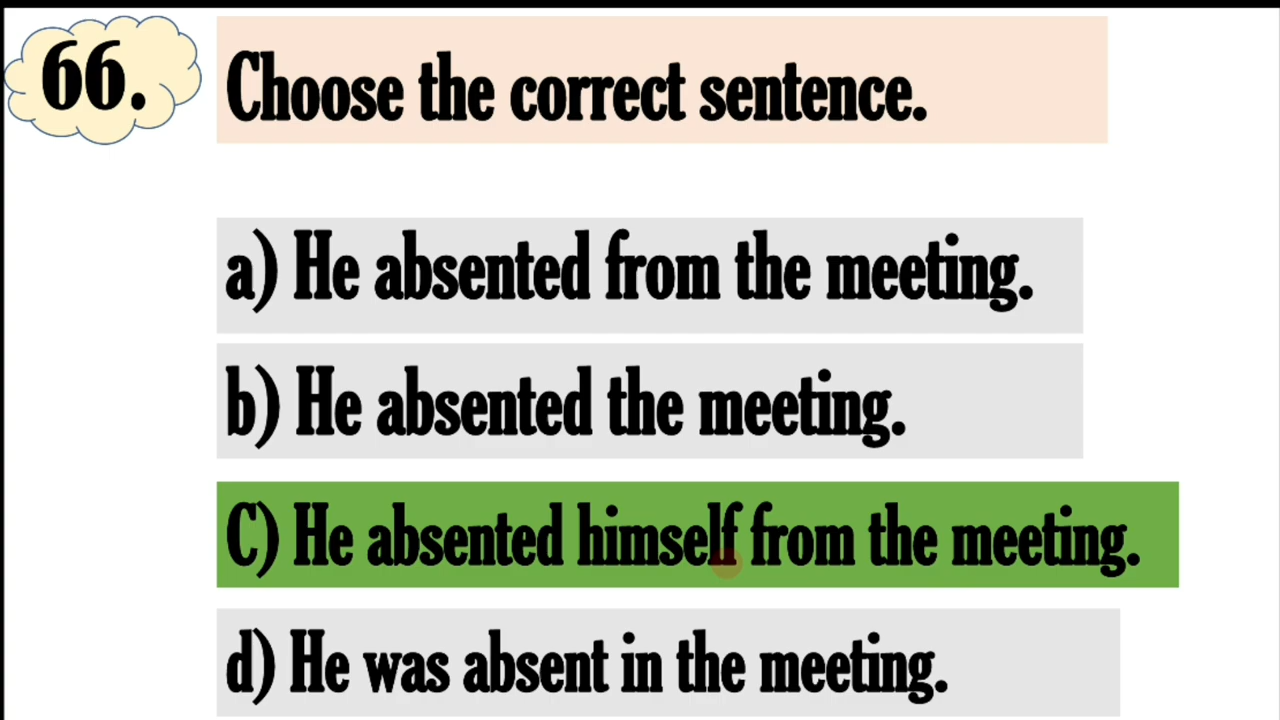 66.
Choose the correct sentence.
a) He absented from the meeting.
b) He absented the meeting.
C) He absented himself from the meeting.
d) He was absent in the meeting.